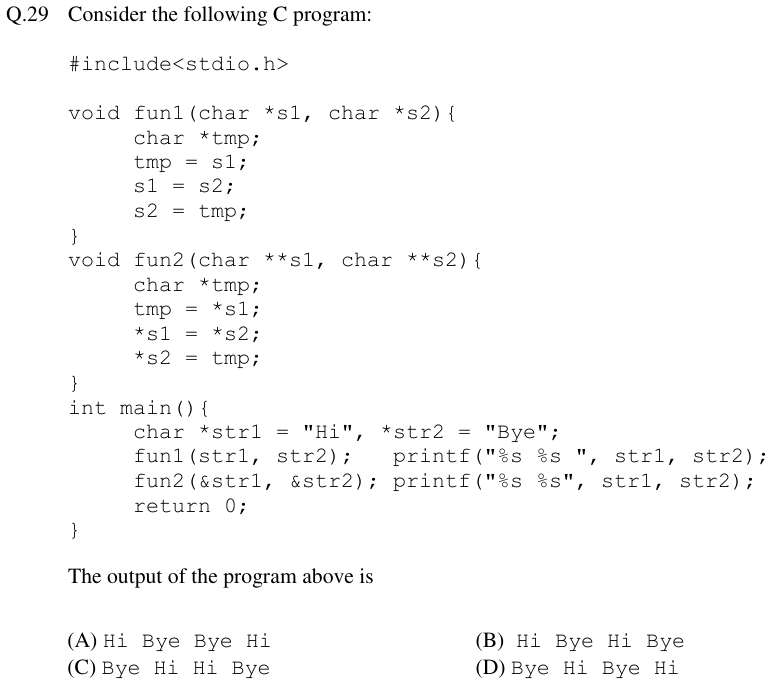 Q.29 Consider the following C program:
#include<stdio.h>
void fun1(char *s1, char *s2){
char *tmp;
tmp = s1;
s1 = s2;
s2 = tmp;
}
void fun2(char **s1, char **s2){
char *tmp;
tmp = *s1;
*s1 = *s2;
*s2 = tmp;
}
int main(){
char *str1 = "Hi", *str2 = "Bye";
fun1(str1, str2); printf("%s %s ", str1, str2);
fun2(&str1, &str2); printf("%s %s", str1, str2);
return 0;
}
The output of the program above is
(A) Hi Bye Bye Hi (B) Hi Bye Hi Bye
(C) Bye Hi Hi Bye (D) Bye Hi Bye Hi